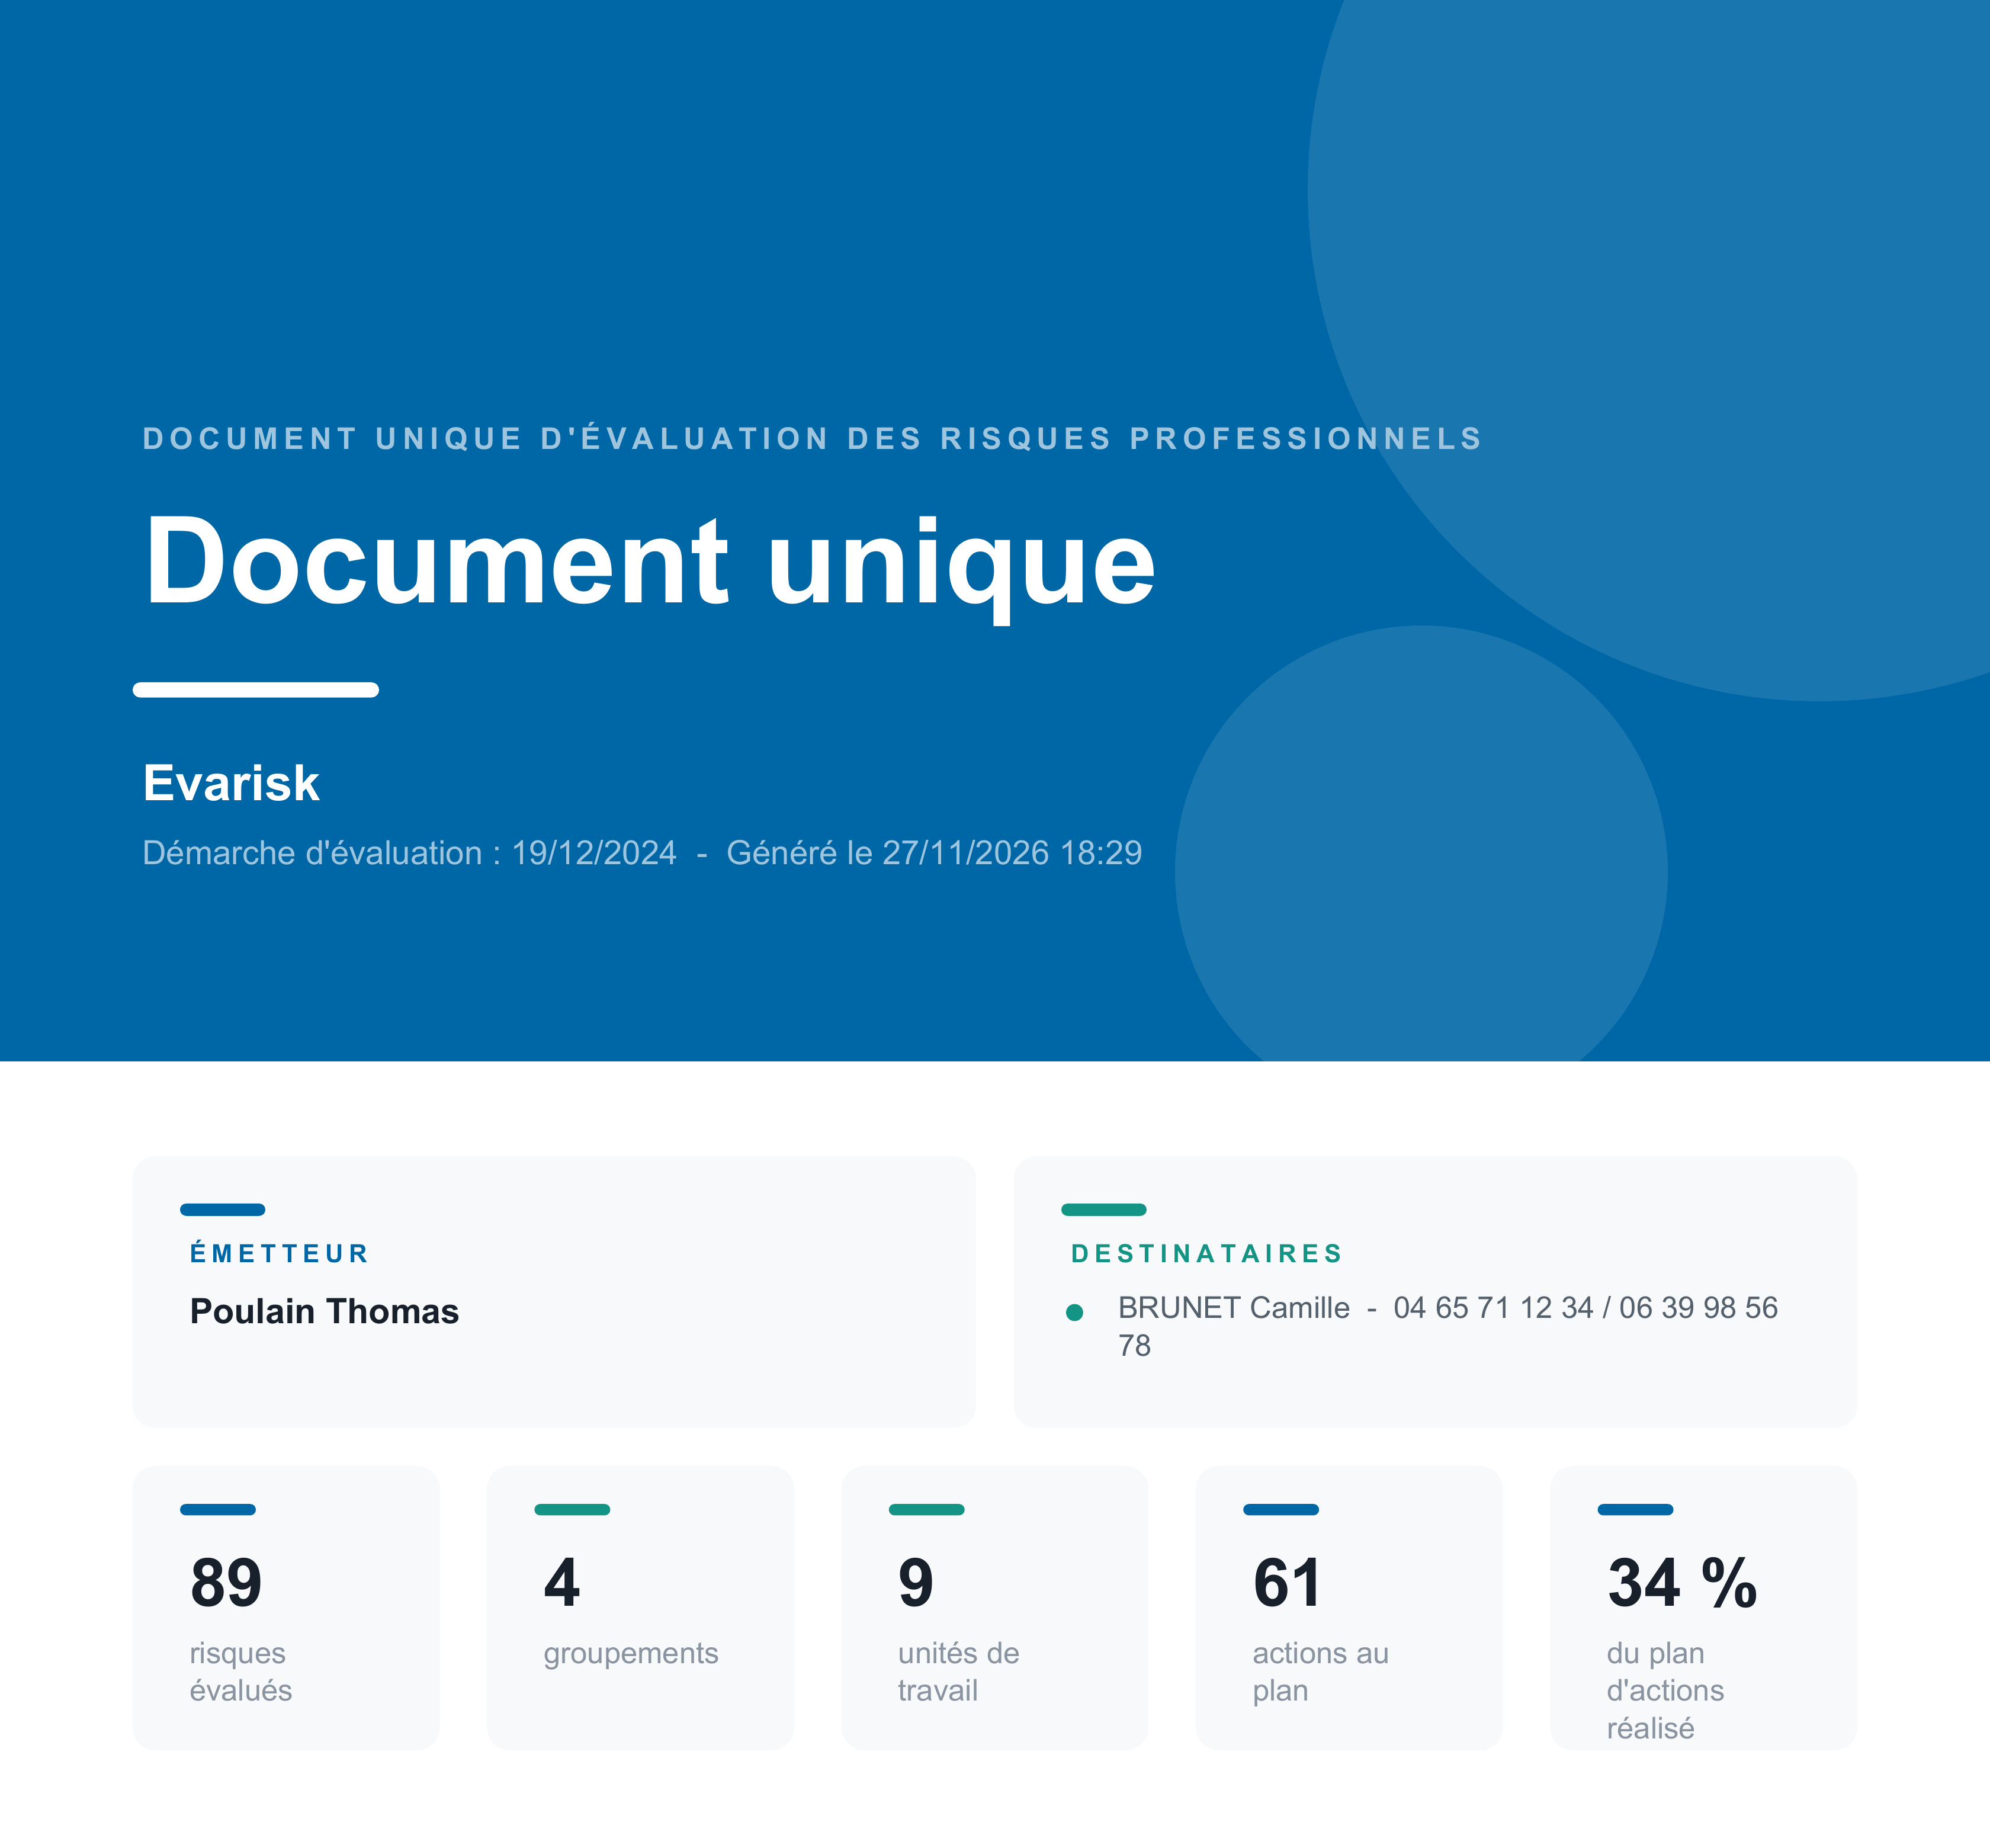 DOCUMENT UNIQUE D'ÉVALUATION DES RISQUES PROFESSIONNELS
Document unique
Evarisk
Démarche d'évaluation : 19/12/2024 - Généré le 27/11/2026 18:29
ÉMETTEUR
Poulain Thomas
DESTINATAIRES
BRUNET Camille - 04 65 71 12 34 / 06 39 98 56
78
89
risques
évalués
4
groupements
9
unités de
travail
61
actions au
plan
34 %
du plan
d'actions
réalisé